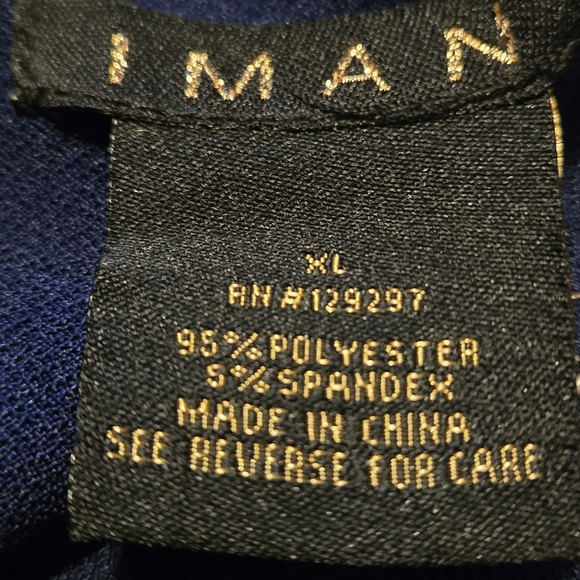 IMAN
XL
RN#129297
95%POLYESTER
5%SPANDEX
MADE IN CHINA
SEE REVERSE FOR CARE